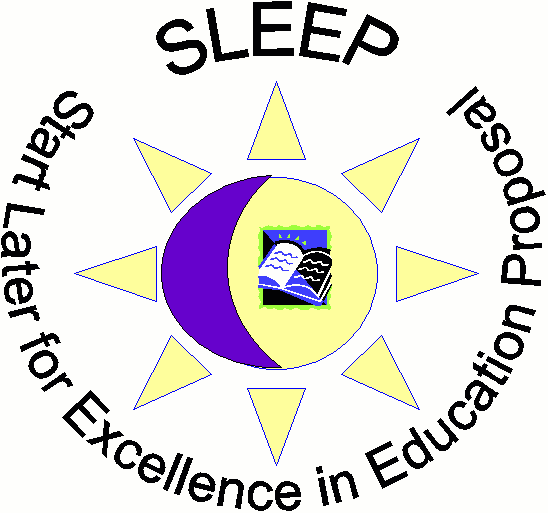 SLEEP
Start Later for Excellence in Education Proposal